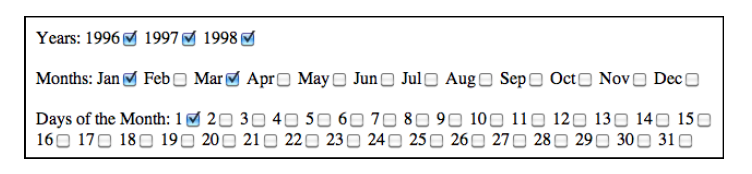 Years: 1996 1997 1998
Months: Jan Feb Mar Apr May Jun Jul Aug Sep Oct Nov Dec
Days of the Month: 1 2 3 4 5 6 7 8 9 10 11 12 13 14 15
16 17 18 19 20 21 22 23 24 25 26 27 28 29 30 31